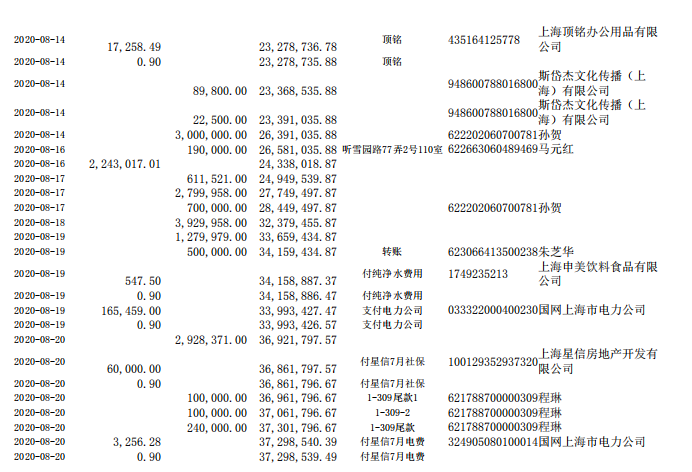 2020-08-14 17,258.49 23,278,736.78 顶铭 435164125778 上海顶铭办公用品有限公司
2020-08-14 0.90 23,278,735.88 顶铭
2020-08-14 89,800.00 23,368,535.88 948600788016800 斯岱杰文化传播（上海）有限公司
2020-08-14 22,500.00 23,391,035.88 948600788016800 斯岱杰文化传播（上海）有限公司
2020-08-14 3,000,000.00 26,391,035.88 622202060700781 孙贺
2020-08-16 190,000.00 26,581,035.88 听雪园路77弄2号110室 622663060489469 马元红
2020-08-16 2,243,017.01 24,338,018.87
2020-08-17 611,521.00 24,949,539.87
2020-08-17 2,799,958.00 27,749,497.87
2020-08-17 700,000.00 28,449,497.87 622202060700781 孙贺
2020-08-18 3,929,958.00 32,379,455.87
2020-08-19 1,279,979.00 33,659,434.87
2020-08-19 500,000.00 34,159,434.87 转账 623066413500238 朱芝华
2020-08-19 547.50 34,158,887.37 付纯净水费用 1749235213 上海申美饮料食品有限公司
2020-08-19 0.90 34,158,886.47 付纯净水费用
2020-08-19 165,459.00 33,993,427.47 支付电力公司 033322000400230 国网上海市电力公司
2020-08-19 0.90 33,993,426.57 支付电力公司
2020-08-20 2,928,371.00 36,921,797.57
2020-08-20 60,000.00 36,861,797.57 付星信7月社保 100129352937320 上海星信房地产开发有限公司
2020-08-20 0.90 36,861,796.67 付星信7月社保
2020-08-20 100,000.00 36,961,796.67 1-309尾款1 621788700000309 程琳
2020-08-20 100,000.00 37,061,796.67 1-309-2 621788700000309 程琳
2020-08-20 240,000.00 37,301,796.67 1-309尾款 621788700000309 程琳
2020-08-20 3,256.28 37,298,540.39 付星信7月电费 324905080100014 国网上海市电力公司
2020-08-20 0.90 37,298,539.49 付星信7月电费